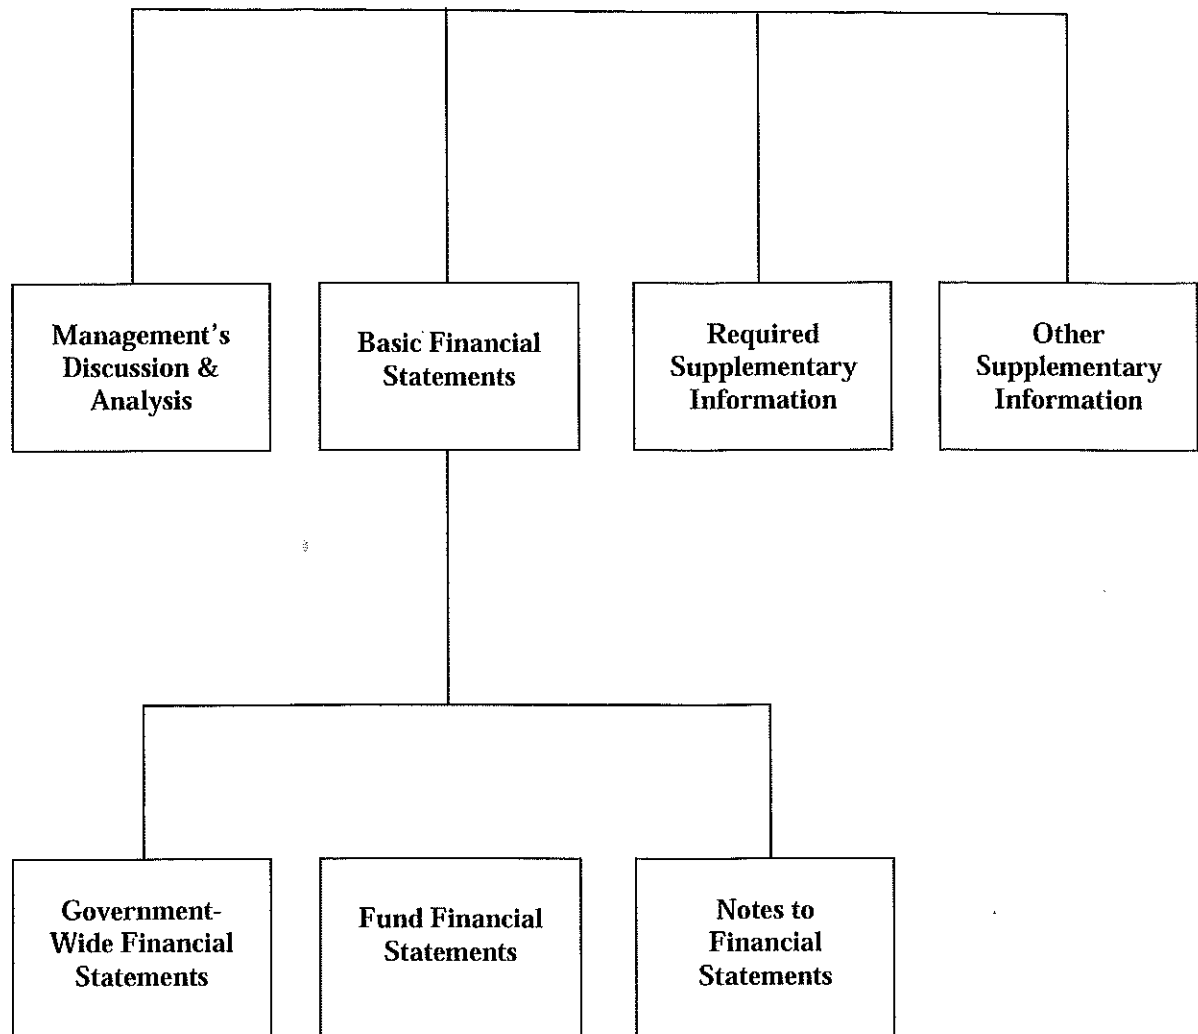 Management's
Discussion &
Analysis
Basic Financial
Statements
Required
Supplementary
Information
Other
Supplementary
Information
Government-
Wide Financial
Statements
Fund Financial
Statements
Notes to
Financial
Statements